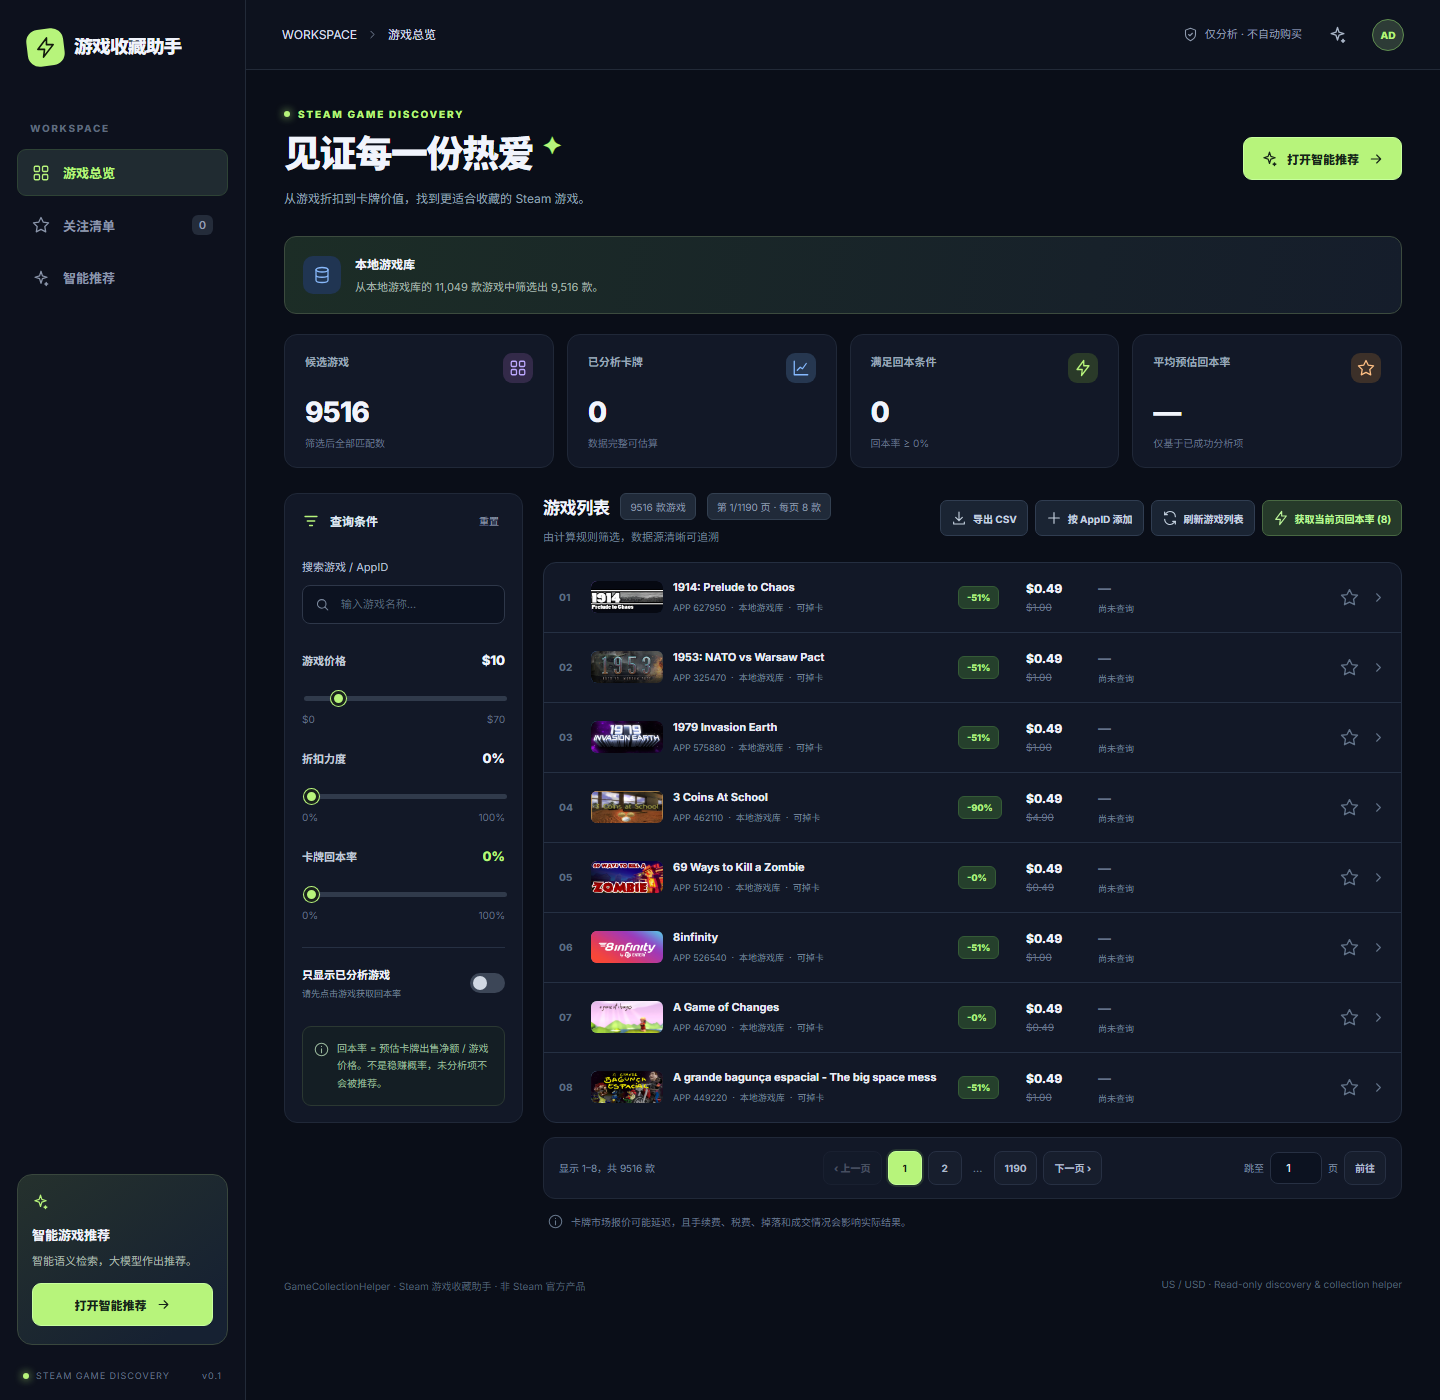 游戏收藏助手
WORKSPACE
游戏总览
关注清单 0
智能推荐
智能游戏推荐
智能语义检索，大模型作出推荐。
打开智能推荐 →
STEAM GAME DISCOVERY v0.1
WORKSPACE > 游戏总览
仅分析 · 不自动购买
AD
STEAM GAME DISCOVERY
见证每一份热爱
从游戏折扣到卡牌价值，找到更适合收藏的 Steam 游戏。
打开智能推荐 →
本地游戏库
从本地游戏库的 11,049 款游戏中筛选出 9,516 款。
候选游戏
9516
筛选后全部匹配数
已分析卡牌
0
数据完整可估算
满足回本条件
0
回本率 ≥ 0%
平均预估回本率
—
仅基于已成功分析项
查询条件 重置
搜索游戏 / AppID
输入游戏名称...
游戏价格 $10
$0 $70
折扣力度 0%
0% 100%
卡牌回本率 0%
0% 100%
只显示已分析游戏
请先点击游戏获取回本率
回本率 = 预估卡牌出售净额 / 游戏
价格。不是稳赚概率，未分析项不
会被推荐。
游戏列表 9516 款游戏 第 1/1190 页 · 每页 8 款
由计算规则筛选，数据源清晰可追溯
导出 CSV
按 AppID 添加
刷新游戏列表
获取当前页回本率 (8)
01 1914 Prelude to Chaos 1914: Prelude to Chaos -51% $0.49 —
APP 627950 · 本地游戏库 · 可掉卡 $1.00 尚未查询
02 1953 1953: NATO vs Warsaw Pact -51% $0.49 —
APP 325470 · 本地游戏库 · 可掉卡 $1.00 尚未查询
03 1979 INVASION EARTH 1979 Invasion Earth -51% $0.49 —
APP 575880 · 本地游戏库 · 可掉卡 $1.00 尚未查询
04 3 Coins At School -90% $0.49 —
APP 462110 · 本地游戏库 · 可掉卡 $4.90 尚未查询
05 69 WAYS TO KILL A ZOMBIE 69 Ways to Kill a Zombie -0% $0.49 —
APP 512410 · 本地游戏库 · 可掉卡 $0.49 尚未查询
06 8infinity 8infinity -51% $0.49 —
APP 526540 · 本地游戏库 · 可掉卡 $1.00 尚未查询
07 A Game of Changes -0% $0.49 —
APP 467090 · 本地游戏库 · 可掉卡 $0.49 尚未查询
08 A GRANDE BAGUNÇA ESPACIAL A grande bagunça espacial - The big space mess -51% $0.49 —
APP 449220 · 本地游戏库 · 可掉卡 $1.00 尚未查询
显示 1–8，共 9516 款
‹ 上一页 1 2 ... 1190 下一页 ›
跳至 1 页 前往
卡牌市场报价可能延迟，且手续费、税费、掉落和成交情况会影响实际结果。
GameCollectionHelper · Steam 游戏收藏助手 · 非 Steam 官方产品
US / USD · Read-only discovery & collection helper